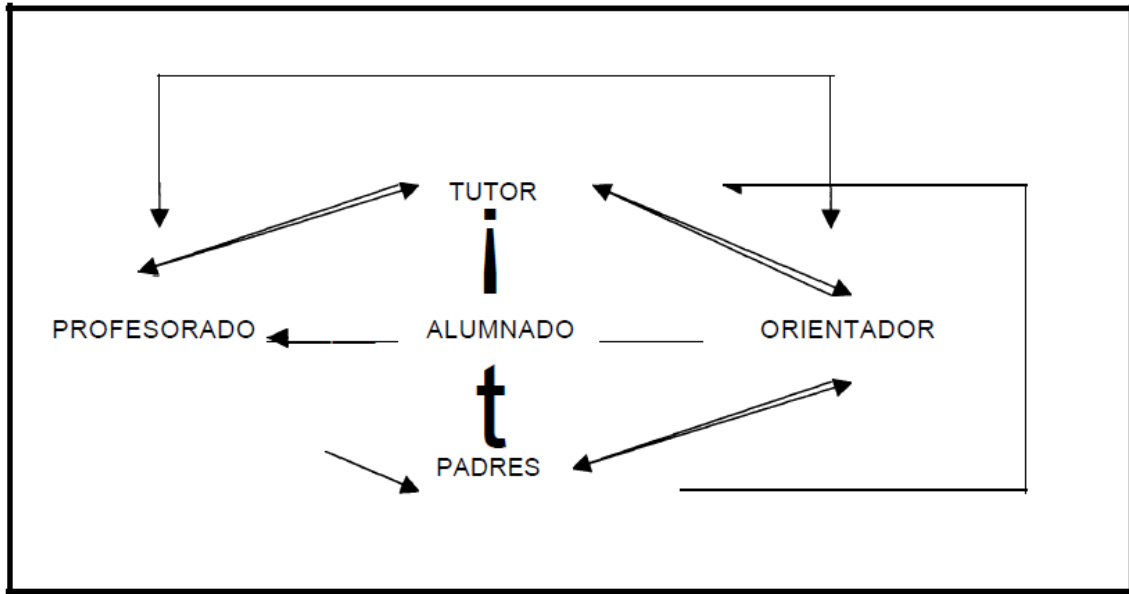 TUTOR
i
PROFESORADO ALUMNADO ORIENTADOR
t
PADRES